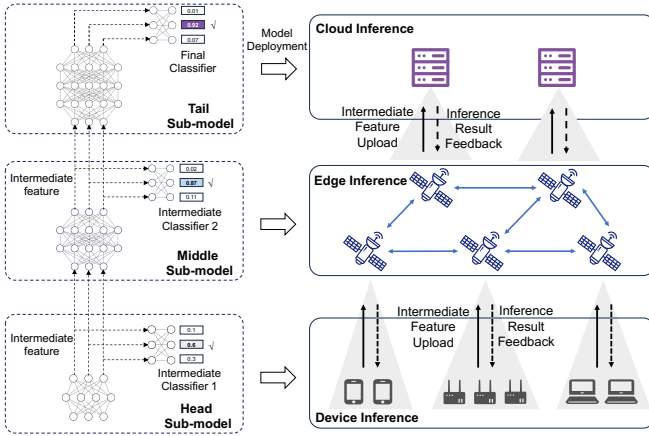 0.01
0.92 √
0.07
Final
Classifier
Tail
Sub-model
Model
Deployment
Cloud Inference
Intermediate
Feature
Upload
Inference
Result
Feedback
Intermediate
feature
0.02
0.87 √
0.11
Intermediate
Classifier 2
Middle
Sub-model
Edge Inference
Intermediate
feature
0.1
0.6 √
0.3
Intermediate
Classifier 1
Head
Sub-model
Intermediate
Feature
Upload
Inference
Result
Feedback
Device Inference